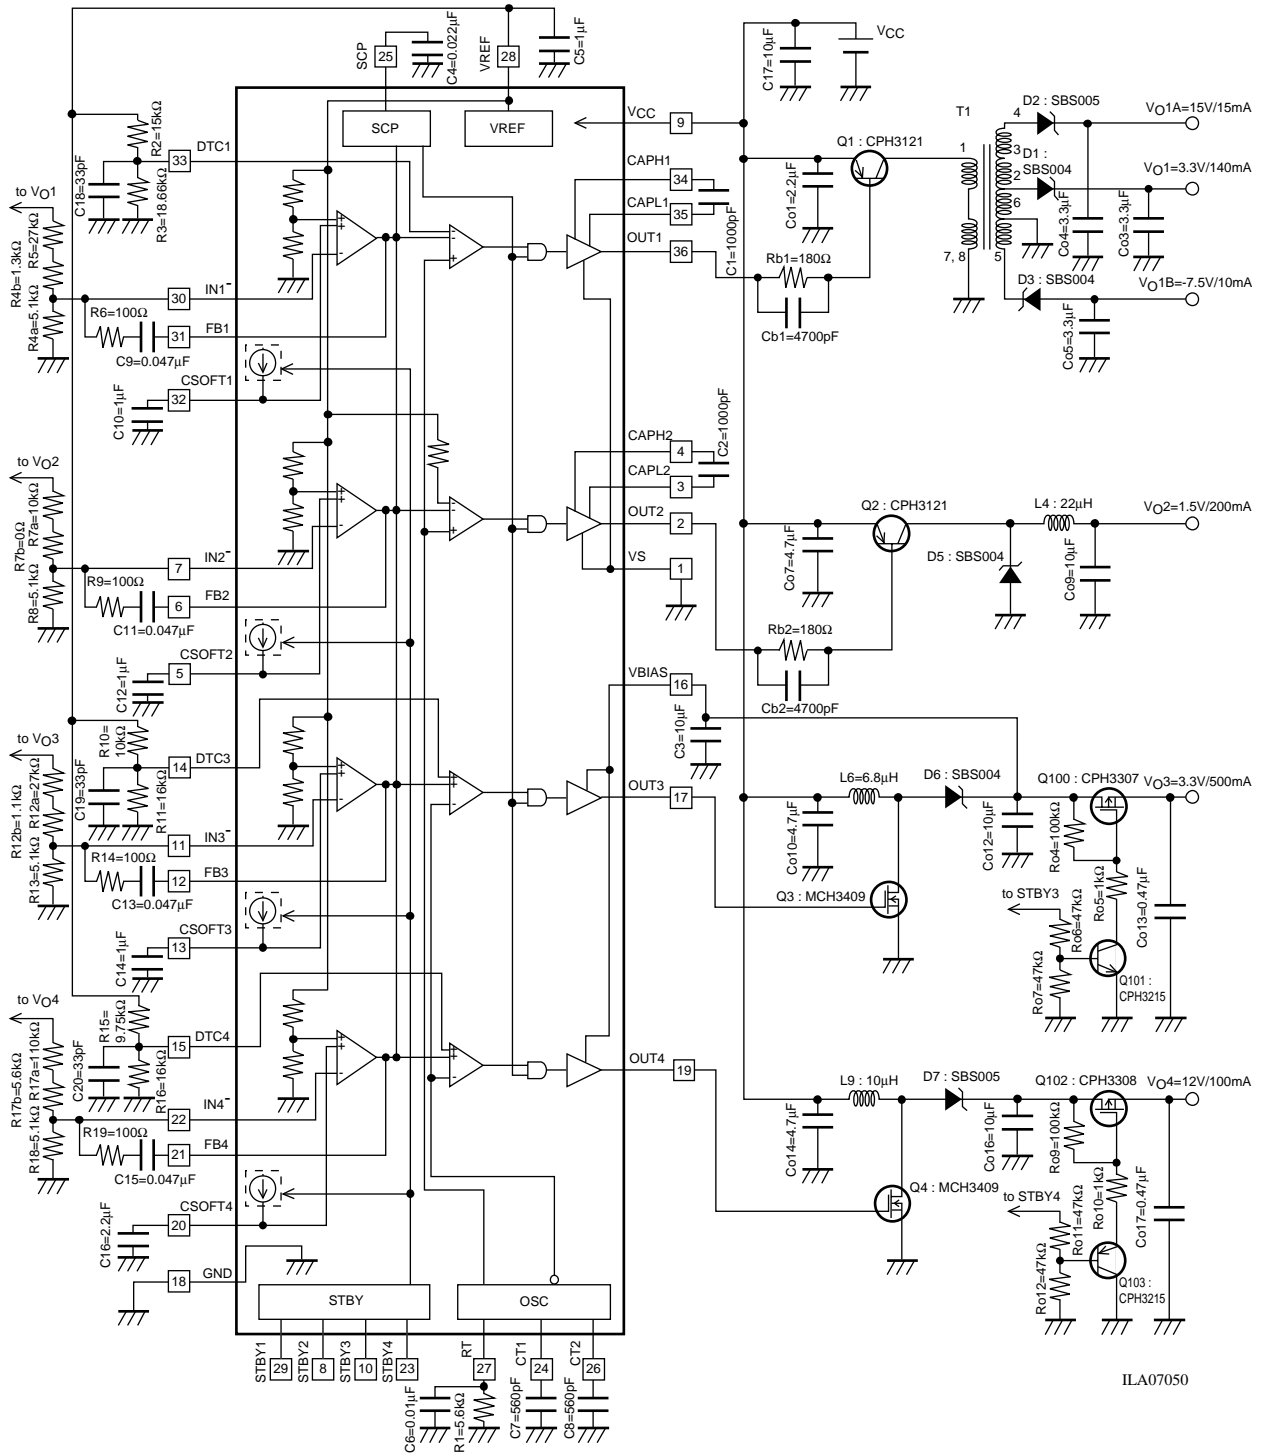 SCP
25
C4=0.022µF
VREF
28
C5=1µF
C17=10µF
VCC
SCP
VREF
VCC
9
R2=15kΩ
DTC1
33
C18=33pF
R3=18.66kΩ
to VO1
R5=27kΩ
R4b=1.3kΩ
R4a=5.1kΩ
30
IN1-
R6=100Ω
31
FB1
C9=0.047µF
CSOFT1
32
C10=1µF
CAPH1
34
CAPL1
35
OUT1
36
C1=1000pF
Co1=2.2µF
Q1 : CPH3121
Rb1=180Ω
Cb1=4700pF
T1
1
7, 8
4
3
2
6
5
D2 : SBS005
D1 :
SBS004
D3 : SBS004
Co4=3.3µF
Co3=3.3µF
Co5=3.3µF
VO1A=15V/15mA
VO1=3.3V/140mA
VO1B=-7.5V/10mA
to VO2
R7a=10kΩ
R7b=0Ω
R8=5.1kΩ
7
IN2-
R9=100Ω
6
FB2
C11=0.047µF
CSOFT2
5
C12=1µF
CAPH2
4
CAPL2
3
C2=1000pF
OUT2
2
VS
1
Co7=4.7µF
Q2 : CPH3121
D5 : SBS004
L4 : 22µH
Co9=10µF
VO2=1.5V/200mA
Rb2=180Ω
Cb2=4700pF
VBIAS
16
C3=10µF
to VO3
R10=
10kΩ
DTC3
14
C19=33pF
R11=16kΩ
R12a=27kΩ
R12b=1.1kΩ
R13=5.1kΩ
11
IN3-
R14=100Ω
12
FB3
C13=0.047µF
CSOFT3
13
C14=1µF
OUT3
17
L6=6.8µH
D6 : SBS004
Co10=4.7µF
Co12=10µF
Q3 : MCH3409
Q100 : CPH3307
VO3=3.3V/500mA
Ro4=100kΩ
Ro5=1kΩ
to STBY3
Ro6=47kΩ
Ro7=47kΩ
Co13=0.47µF
Q101 :
CPH3215
to VO4
R15=
9.75kΩ
DTC4
15
C20=33pF
R16=16kΩ
R17a=110kΩ
R17b=5.6kΩ
R18=5.1kΩ
22
IN4-
R19=100Ω
21
FB4
C15=0.047µF
CSOFT4
20
C16=2.2µF
OUT4
19
L9 : 10µH
D7 : SBS005
Co14=4.7µF
Co16=10µF
Q4 : MCH3409
Q102 : CPH3308
VO4=12V/100mA
Ro9=100kΩ
Ro10=1kΩ
to STBY4
Ro11=47kΩ
Ro12=47kΩ
Co17=0.47µF
Q103 :
CPH3215
18
GND
STBY
OSC
STBY1
29
STBY2
8
STBY3
10
STBY4
23
RT
27
CT1
24
CT2
26
C6=0.01µF
R1=5.6kΩ
C7=560pF
C8=560pF
ILA07050